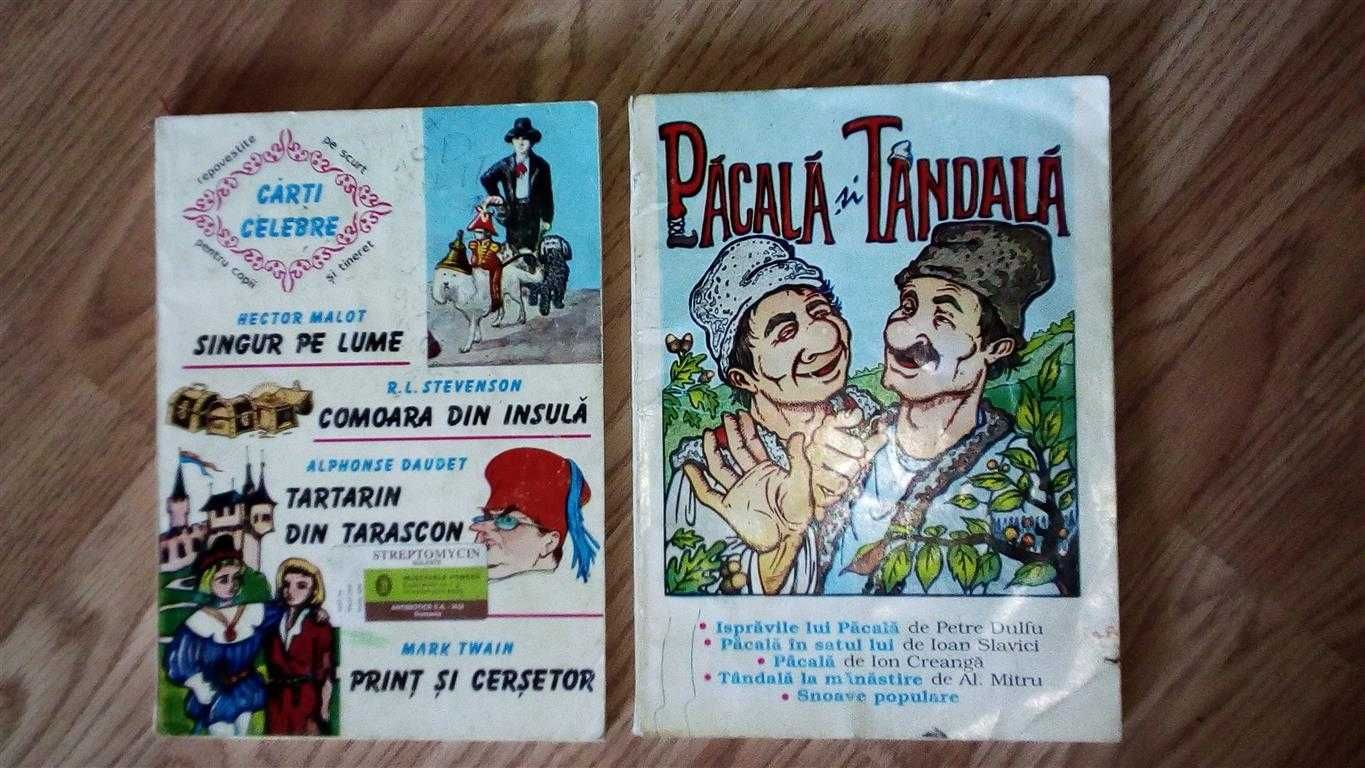 repovestite
pe scurt
CĂRȚI
CELEBRE
pentru copii
și tineret
HECTOR MALOT
SINGUR PE LUME
R.L. STEVENSON
COMOARA DIN INSULĂ
ALPHONSE DAUDET
TARTARIN
DIN TARASCON
STREPTOMYCIN
ANTIBIOTICE S.A. - IASI
Romania
MARK TWAIN
PRINȚ ȘI CERȘETOR
PĂCALĂ și TÂNDALĂ
• Isprăvile lui Păcală de Petre Dulfu
• Păcală în satul lui de Ioan Slavici
• Păcală de Ion Creangă
• Tândală la mănăstire de Al. Mitru
• Snoave populare